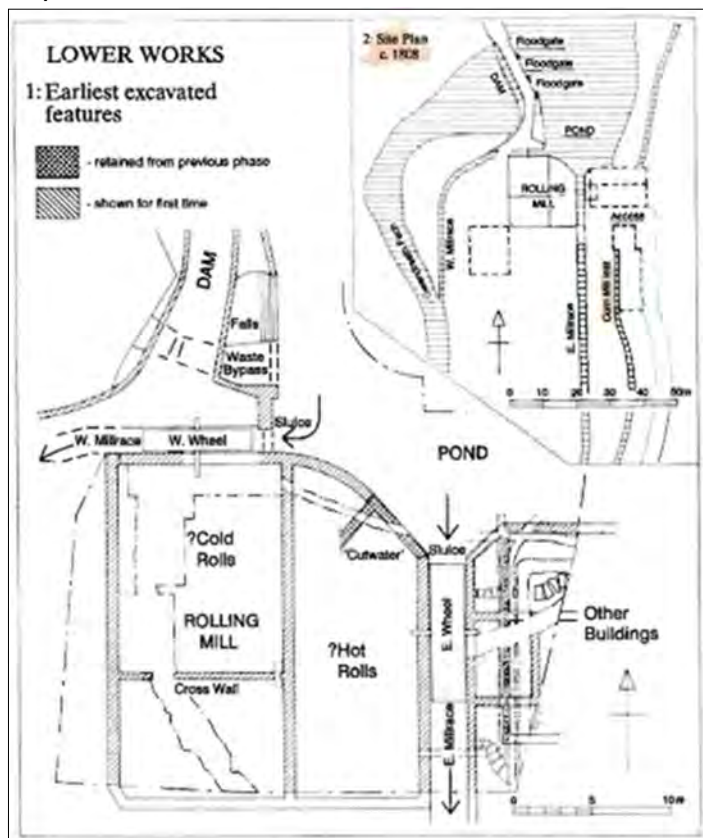 LOWER WORKS
1: Earliest excavated
features
- retained from previous phase
- shown for first time
2: Site Plan
c. 1808
Floodgate
Floodgate
Floodgate
DAM
POND
ROLLING
MILL
W. Millrace
Access
E. Millrace
Corn Mill leat
0 10 20 30 40 50m
DAM
Falls
Waste
Bypass
Sluice
W. Millrace
W. Wheel
POND
?Cold
Rolls
'Cutwater'
Sluice
ROLLING
MILL
?Hot
Rolls
E. Wheel
Other
Buildings
Cross Wall
E. Millrace
0 5 10m